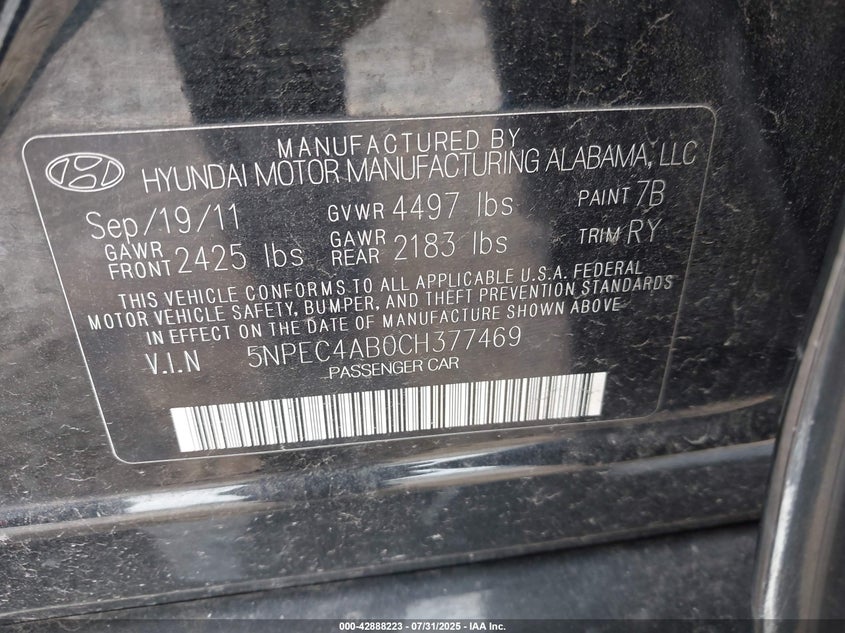 MANUFACTURED BY
HYUNDAI MOTOR MANUFACTURING ALABAMA, LLC
Sep/19/11 GVWR 4497 lbs PAINT 7B
GAWR FRONT 2425 lbs GAWR REAR 2183 lbs TRIM RY
THIS VEHICLE CONFORMS TO ALL APPLICABLE U.S.A. FEDERAL
MOTOR VEHICLE SAFETY, BUMPER, AND THEFT PREVENTION STANDARDS
IN EFFECT ON THE DATE OF MANUFACTURE SHOWN ABOVE
V.I.N 5NPEC4AB0CH377469
PASSENGER CAR
000-42888223 - 07/31/2025 - IAA Inc.